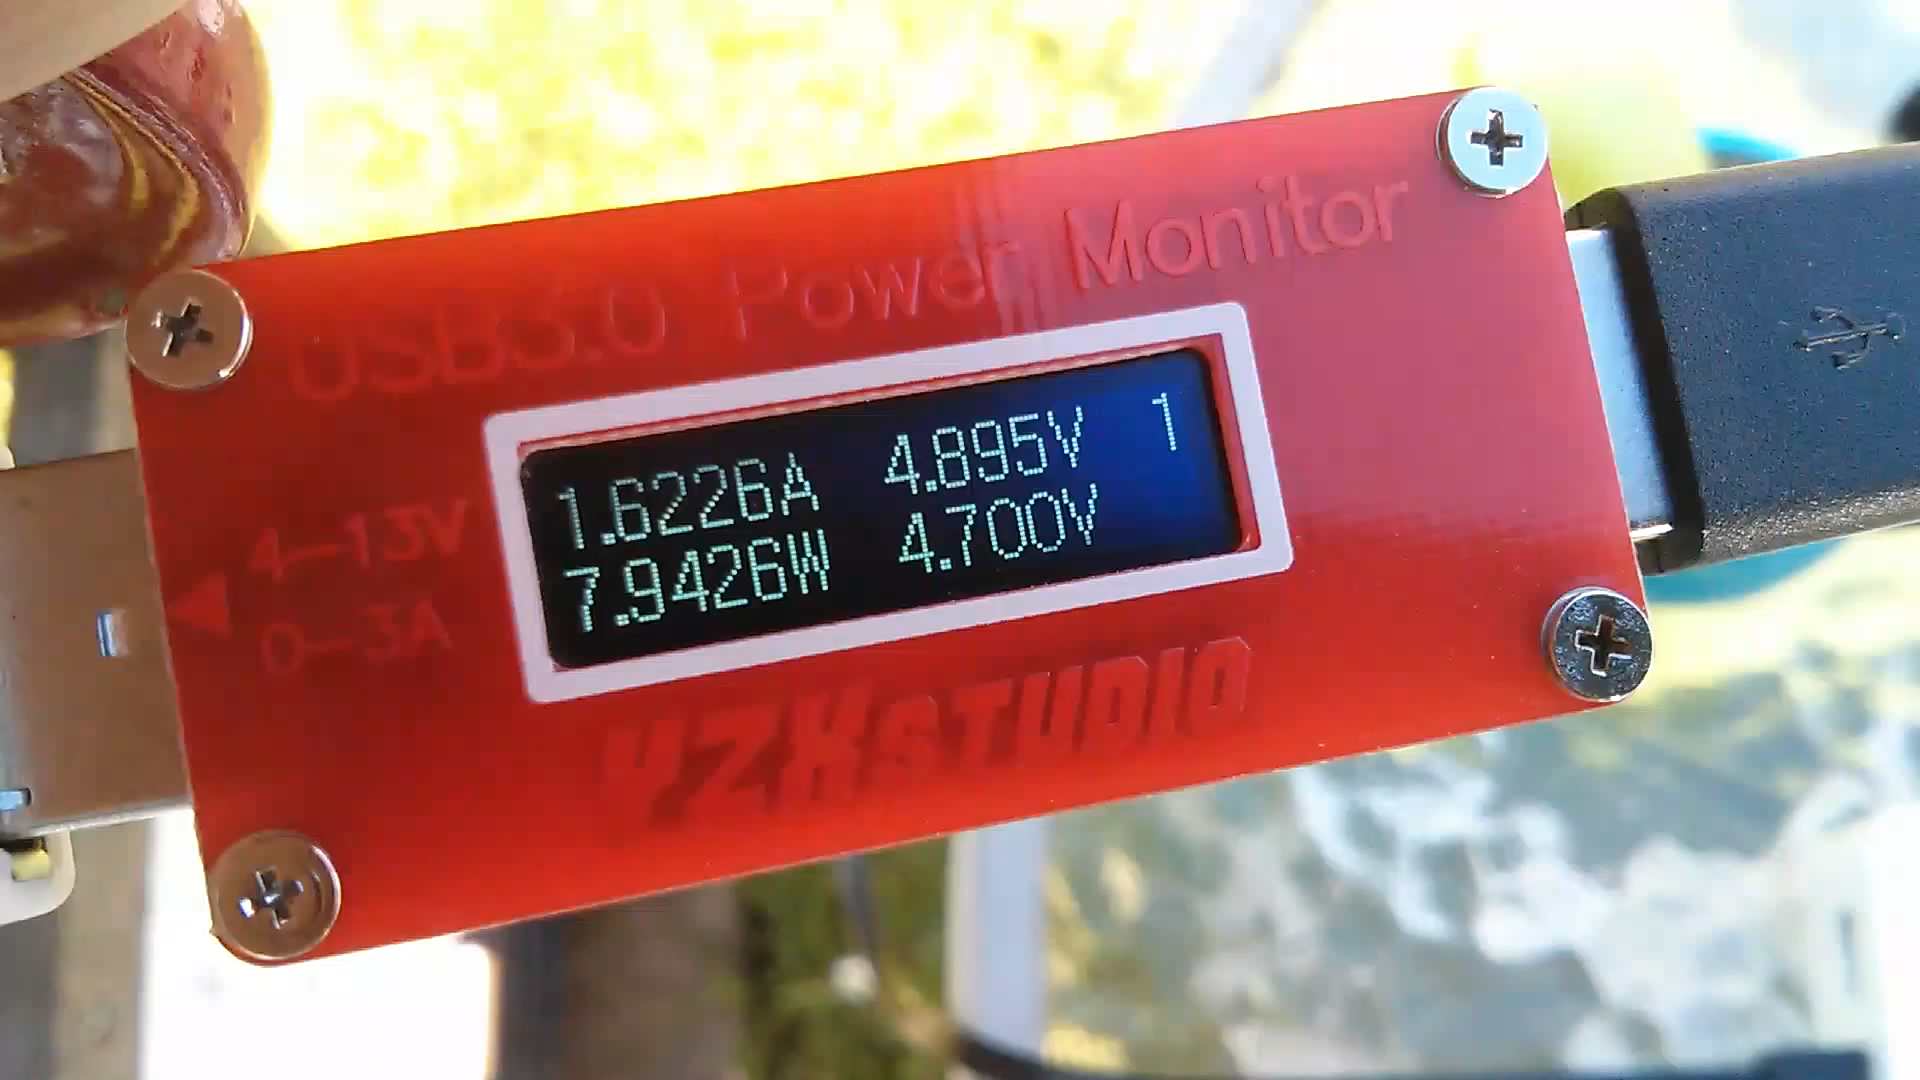 USB3.0 Power Monitor
4-13V
0-3A
1.6226A 4.895V 1
7.9426W 4.700V
YZXSTUDIO